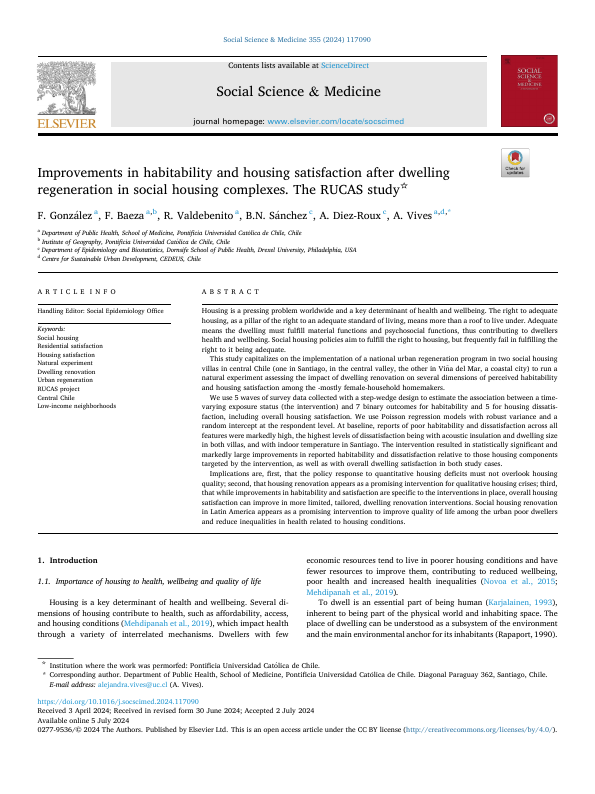 Social Science & Medicine 355 (2024) 117090
Contents lists available at ScienceDirect
Social Science & Medicine
journal homepage: www.elsevier.com/locate/socscimed
ELSEVIER
SOCIAL
SCIENCE
&
MEDICINE
Check for
updates
Improvements in habitability and housing satisfaction after dwelling
regeneration in social housing complexes. The RUCAS study☆
F. González a, F. Baeza a,b, R. Valdebenito a, B.N. Sánchez c, A. Diez-Roux c, A. Vives a,d,*
a Department of Public Health, School of Medicine, Pontificia Universidad Católica de Chile, Chile
b Institute of Geography, Pontificia Universidad Católica de Chile, Chile
c Department of Epidemiology and Biostatistics, Dornsife School of Public Health, Drexel University, Philadelphia, USA
d Centre for Sustainable Urban Development, CEDEUS, Chile
ARTICLE INFO
Handling Editor: Social Epidemiology Office
Keywords:
Social housing
Residential satisfaction
Housing satisfaction
Natural experiment
Dwelling renovation
Urban regeneration
RUCAS project
Central Chile
Low-income neighborhoods
ABSTRACT
Housing is a pressing problem worldwide and a key determinant of health and wellbeing. The right to adequate
housing, as a pillar of the right to an adequate standard of living, means more than a roof to live under. Adequate
means the dwelling must fulfill material functions and psychosocial functions, thus contributing to dwellers
health and wellbeing. Social housing policies aim to fulfill the right to housing, but frequently fail in fulfilling the
right to it being adequate.
This study capitalizes on the implementation of a national urban regeneration program in two social housing
villas in central Chile (one in Santiago, in the central valley, the other in Viña del Mar, a coastal city) to run a
natural experiment assessing the impact of dwelling renovation on several dimensions of perceived habitability
and housing satisfaction among the -mostly female-household homemakers.
We use 5 waves of survey data collected with a step-wedge design to estimate the association between a time-
varying exposure status (the intervention) and 7 binary outcomes for habitability and 5 for housing dissatis-
faction, including overall housing satisfaction. We use Poisson regression models with robust variance and a
random intercept at the respondent level. At baseline, reports of poor habitability and dissatisfaction across all
features were markedly high, the highest levels of dissatisfaction being with acoustic insulation and dwelling size
in both villas, and with indoor temperature in Santiago. The intervention resulted in statistically significant and
markedly large improvements in reported habitability and dissatisfaction relative to those housing components
targeted by the intervention, as well as with overall dwelling satisfaction in both study cases.
Implications are, first, that the policy response to quantitative housing deficits must not overlook housing
quality; second, that housing renovation appears as a promising intervention for qualitative housing crises; third,
that while improvements in habitability and satisfaction are specific to the interventions in place, overall housing
satisfaction can improve in more limited, tailored, dwelling renovation interventions. Social housing renovation
in Latin America appears as a promising intervention to improve quality of life among the urban poor dwellers
and reduce inequalities in health related to housing conditions.
1. Introduction
1.1. Importance of housing to health, wellbeing and quality of life
Housing is a key determinant of health and wellbeing. Several di-
mensions of housing contribute to health, such as affordability, access,
and housing conditions (Mehdipanah et al., 2019), which impact health
through a variety of interrelated mechanisms. Dwellers with few
economic resources tend to live in poorer housing conditions and have
fewer resources to improve them, contributing to reduced wellbeing,
poor health and increased health inequalities (Novoa et al., 2015;
Mehdipanah et al., 2019).
To dwell is an essential part of being human (Karjalainen, 1993),
inherent to being part of the physical world and inhabiting space. The
place of dwelling can be understood as a subsystem of the environment
and the main environmental anchor for its inhabitants (Rapaport, 1990).
☆ Institution where the work was permorfed: Pontificia Universidad Católica de Chile.
* Corresponding author. Department of Public Health, School of Medicine, Pontificia Universidad Católica de Chile. Diagonal Paraguay 362, Santiago, Chile.
E-mail address: alejandra.vives@uc.cl (A. Vives).
https://doi.org/10.1016/j.socscimed.2024.117090
Received 3 April 2024; Received in revised form 30 June 2024; Accepted 2 July 2024
Available online 5 July 2024
0277-9536/© 2024 The Authors. Published by Elsevier Ltd. This is an open access article under the CC BY license (http://creativecommons.org/licenses/by/4.0/).